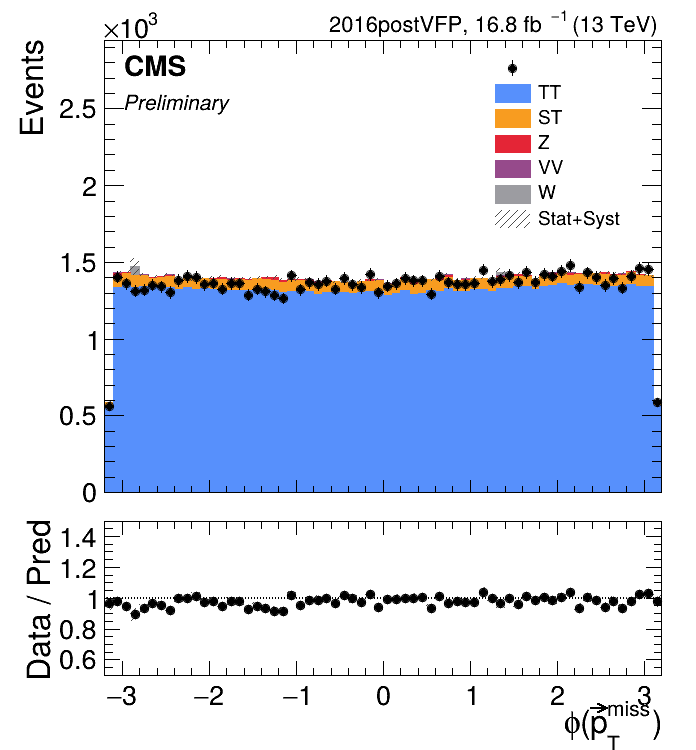 ×10³
2016postVFP, 16.8 fb⁻¹ (13 TeV)
CMS
Preliminary
Events
TT
ST
Z
VV
W
Stat+Syst
2.5
2
1.5
1
0.5
0
Data / Pred
1.4
1.2
1
0.8
0.6
−3 −2 −1 0 1 2 3
ϕ(p⃗_T^miss)